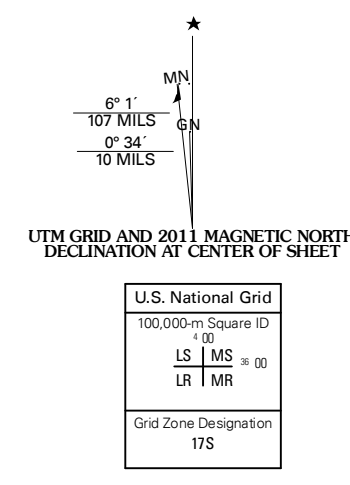 ★
MN
6° 1´
107 MILS
GN
0° 34´
10 MILS
UTM GRID AND 2011 MAGNETIC NORTH
DECLINATION AT CENTER OF SHEET
U.S. National Grid
100,000-m Square ID
4 00
LS MS
36 00
LR MR
Grid Zone Designation
17S